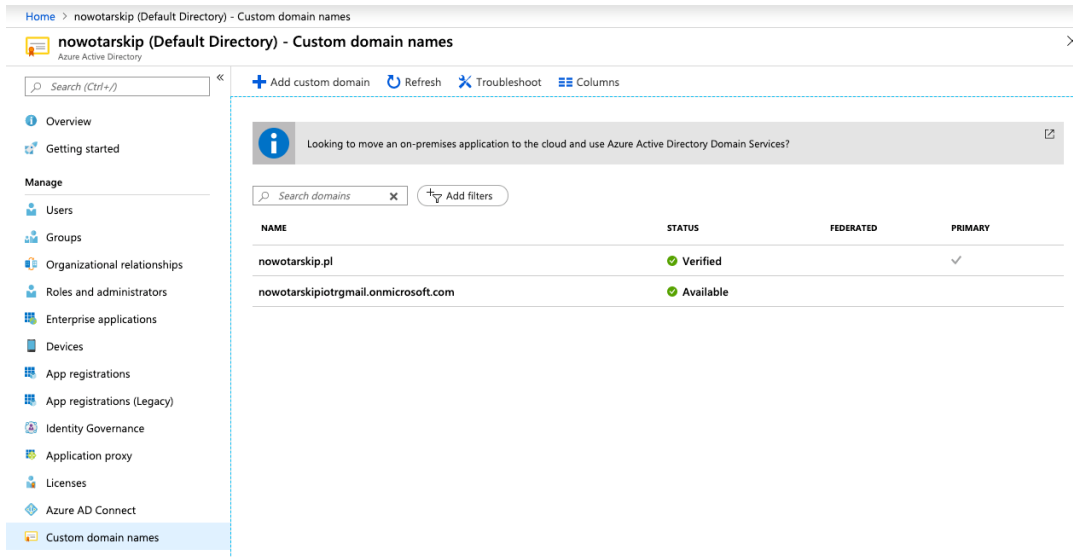 Home > nowotarskip (Default Directory) - Custom domain names
nowotarskip (Default Directory) - Custom domain names
Azure Active Directory
Search (Ctrl+/)
«
Overview
Getting started
Manage
Users
Groups
Organizational relationships
Roles and administrators
Enterprise applications
Devices
App registrations
App registrations (Legacy)
Identity Governance
Application proxy
Licenses
Azure AD Connect
Custom domain names
Add custom domain Refresh Troubleshoot Columns
Looking to move an on-premises application to the cloud and use Azure Active Directory Domain Services?
Search domains Add filters
NAME STATUS FEDERATED PRIMARY
nowotarskip.pl Verified
nowotarskipiotrgmail.onmicrosoft.com Available